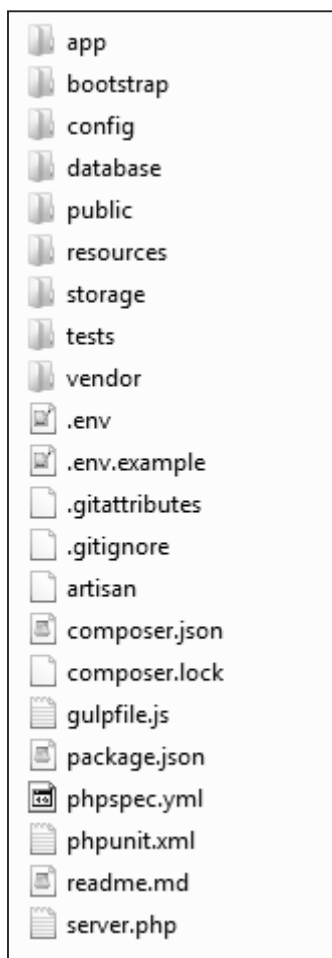 app
bootstrap
config
database
public
resources
storage
tests
vendor
.env
.env.example
.gitattributes
.gitignore
artisan
composer.json
composer.lock
gulpfile.js
package.json
phpspec.yml
phpunit.xml
readme.md
server.php